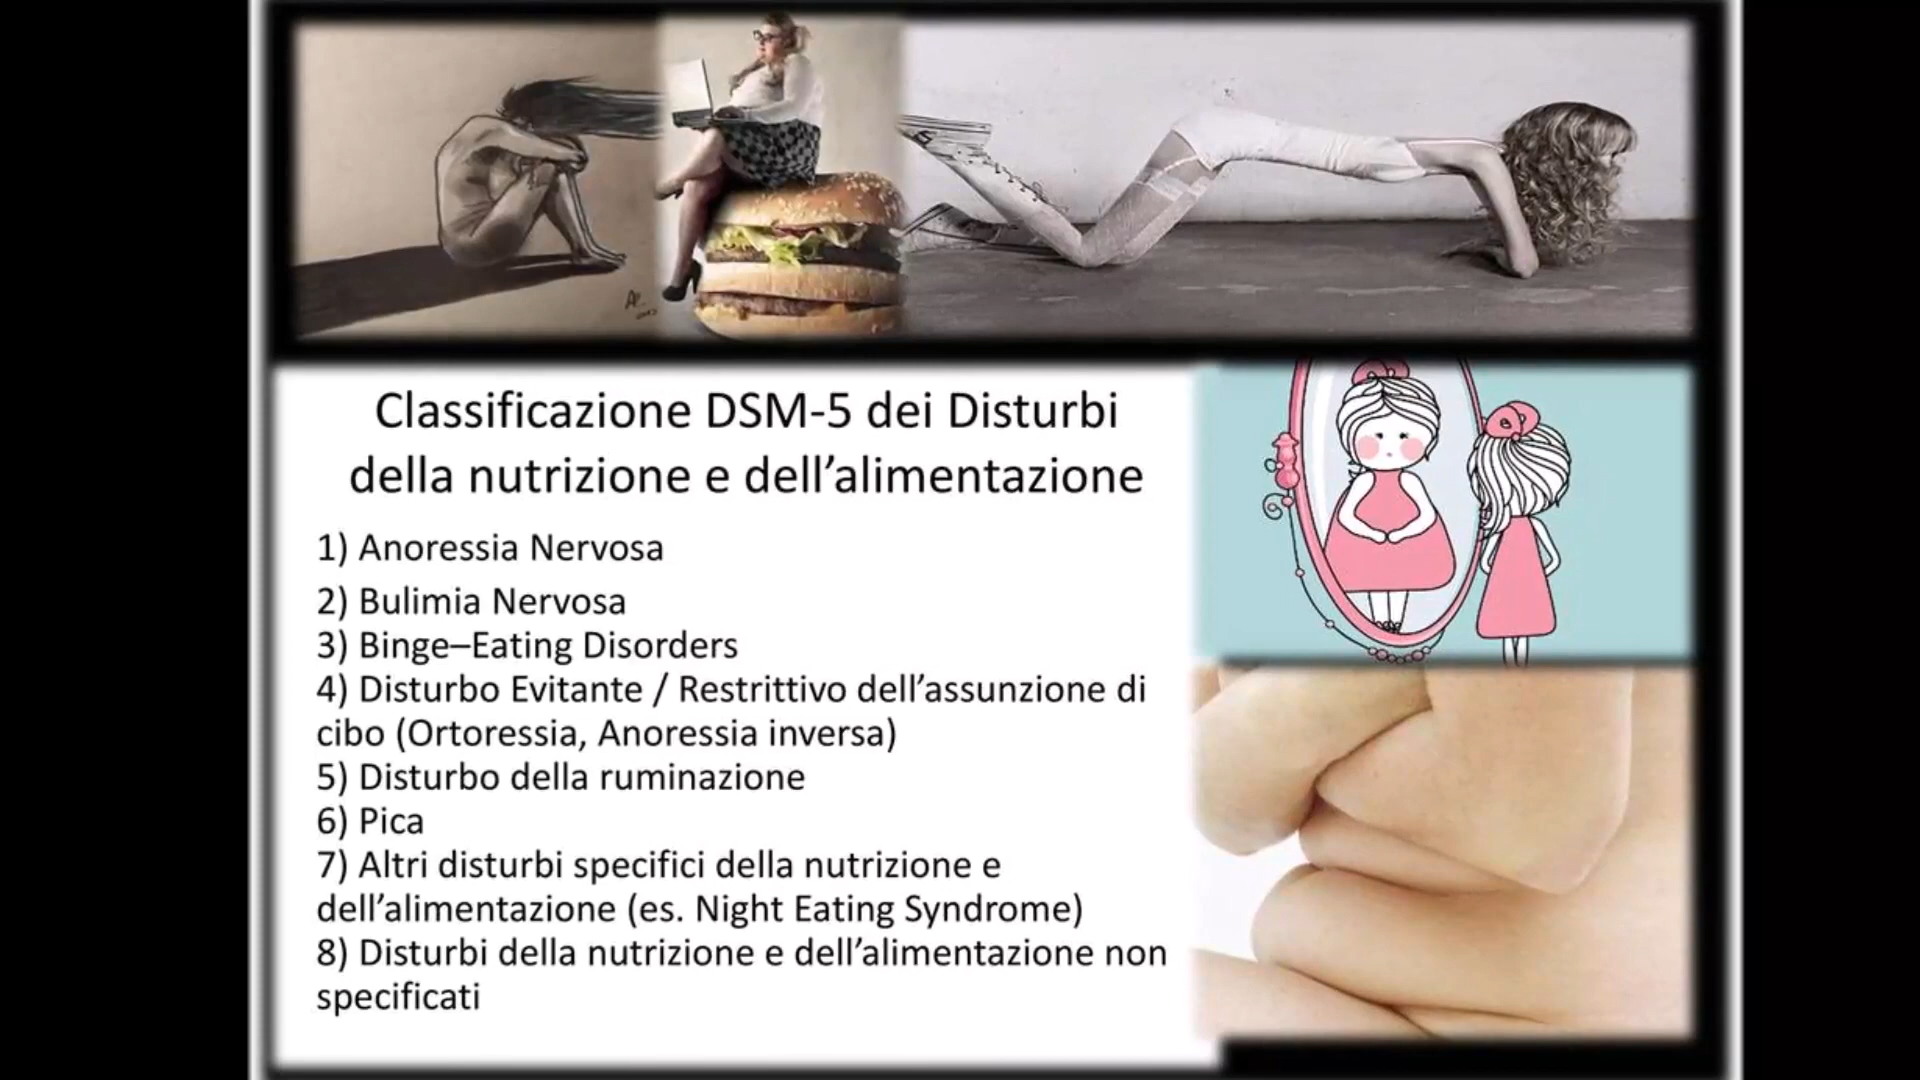 Classificazione DSM-5 dei Disturbi
della nutrizione e dell’alimentazione
1) Anoressia Nervosa
2) Bulimia Nervosa
3) Binge–Eating Disorders
4) Disturbo Evitante / Restrittivo dell’assunzione di
cibo (Ortoressia, Anoressia inversa)
5) Disturbo della ruminazione
6) Pica
7) Altri disturbi specifici della nutrizione e
dell’alimentazione (es. Night Eating Syndrome)
8) Disturbi della nutrizione e dell’alimentazione non
specificati